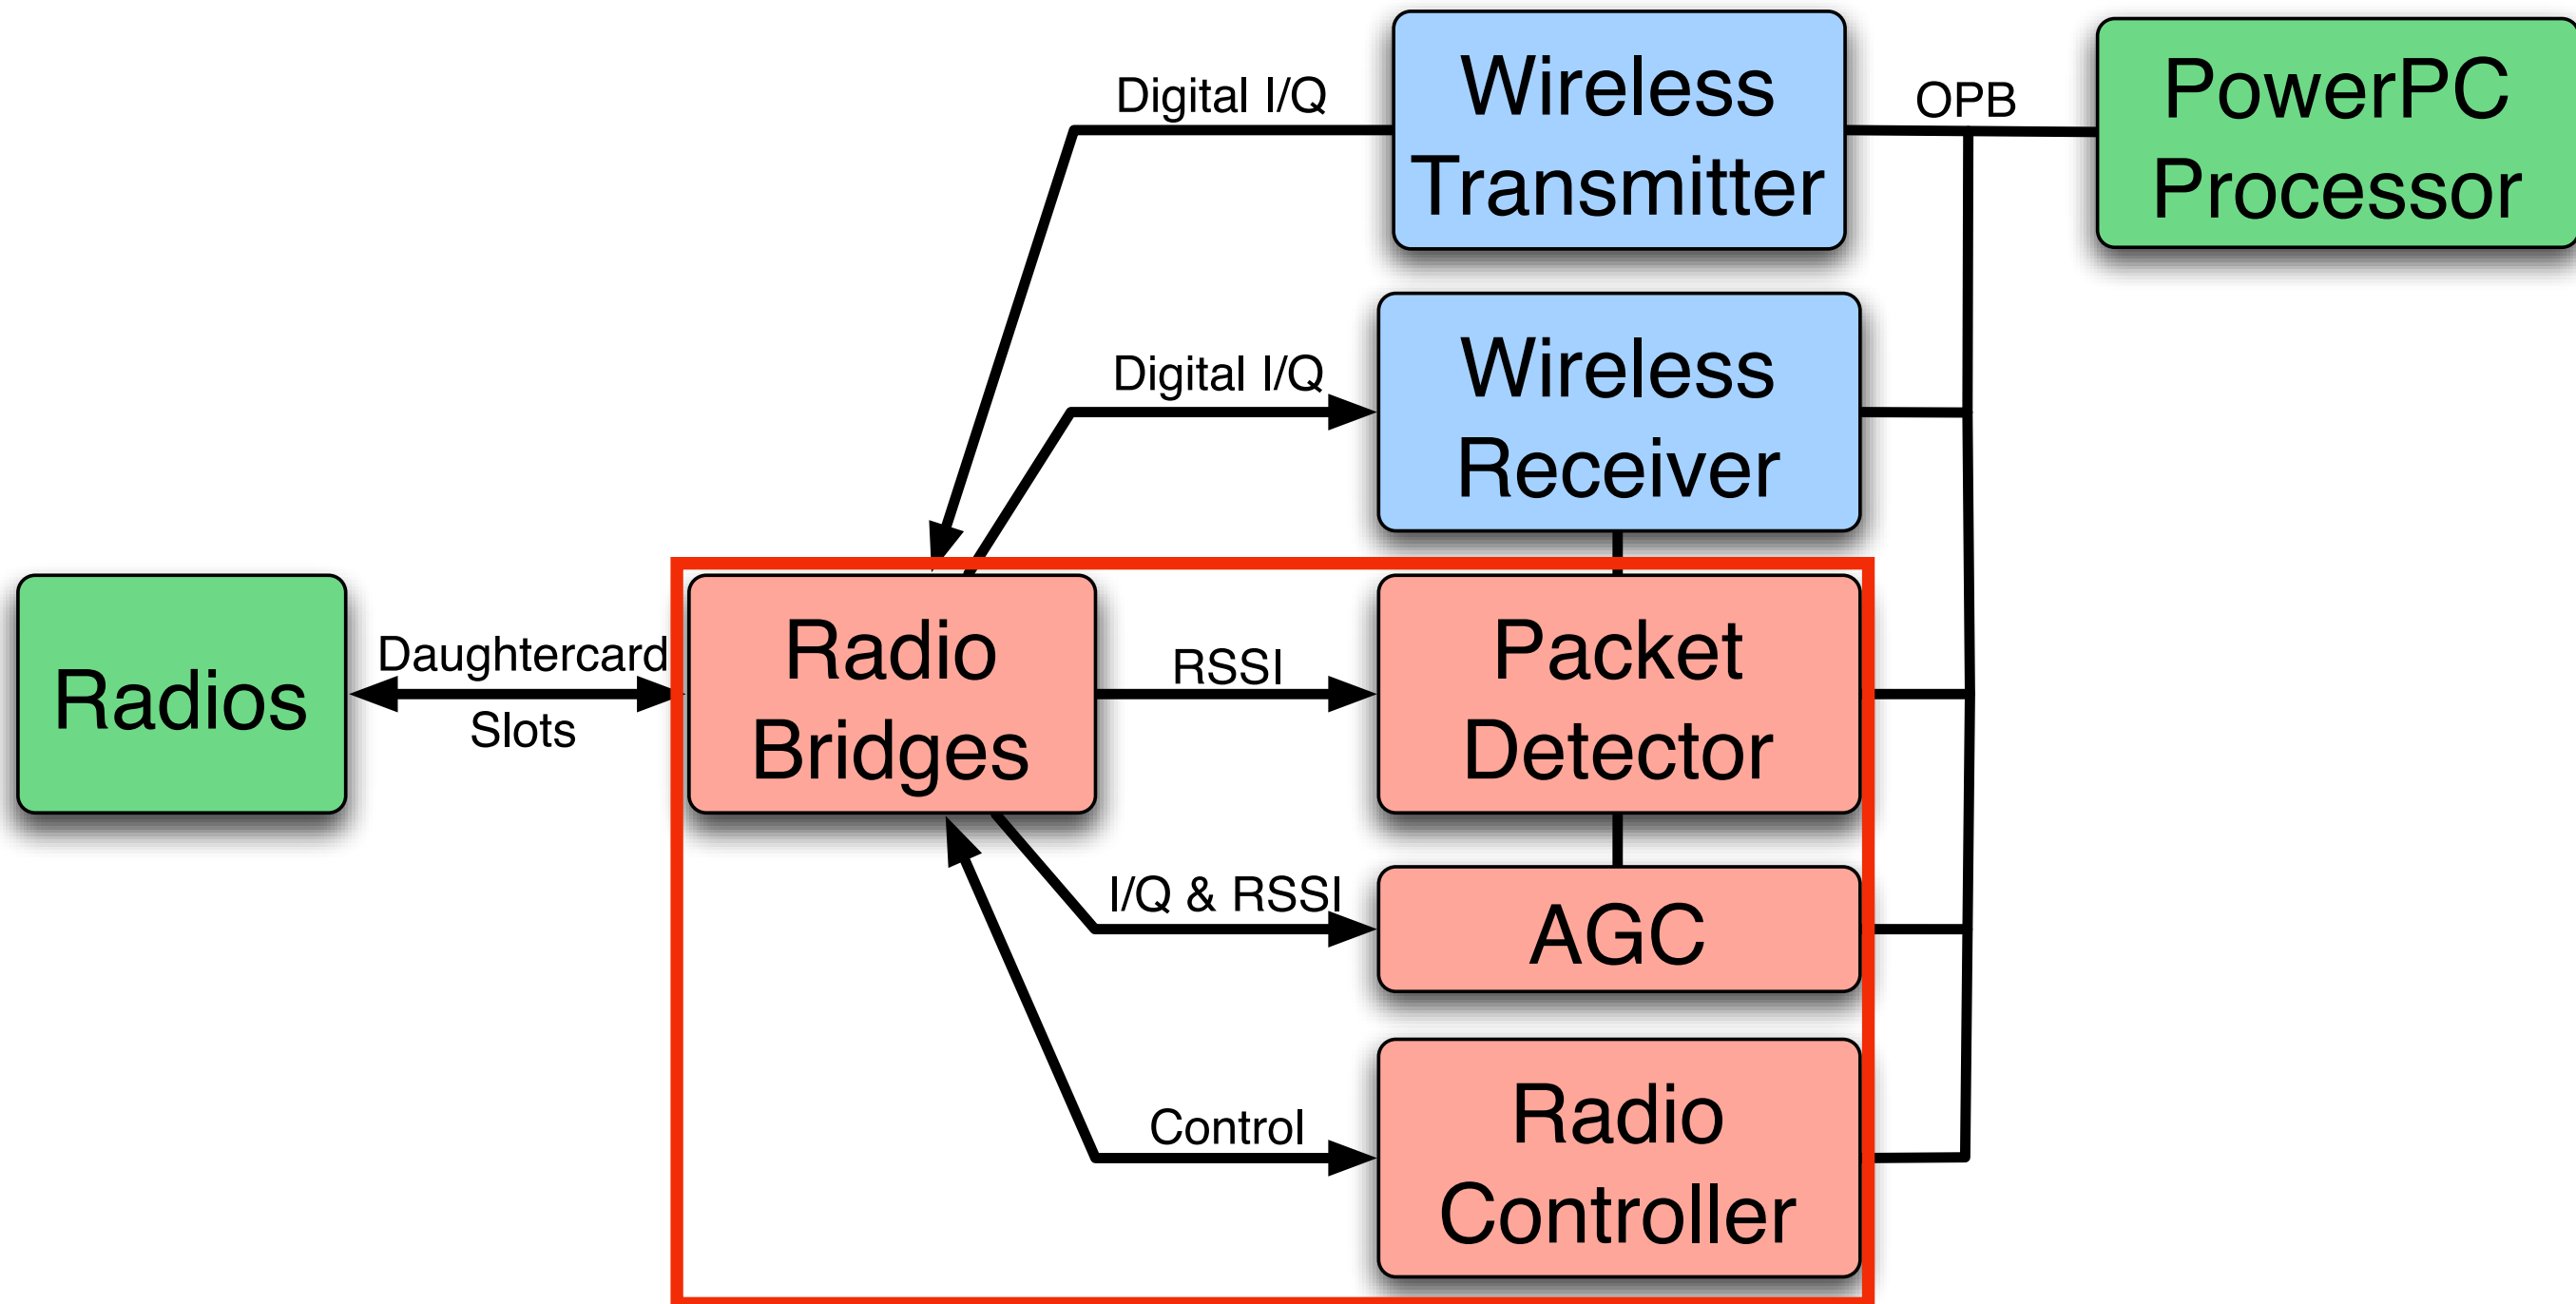 Digital I/Q
Wireless
Transmitter
OPB
PowerPC
Processor
Digital I/Q
Wireless
Receiver
Radios
Daughtercard
Slots
Radio
Bridges
RSSI
Packet
Detector
I/Q & RSSI
AGC
Control
Radio
Controller